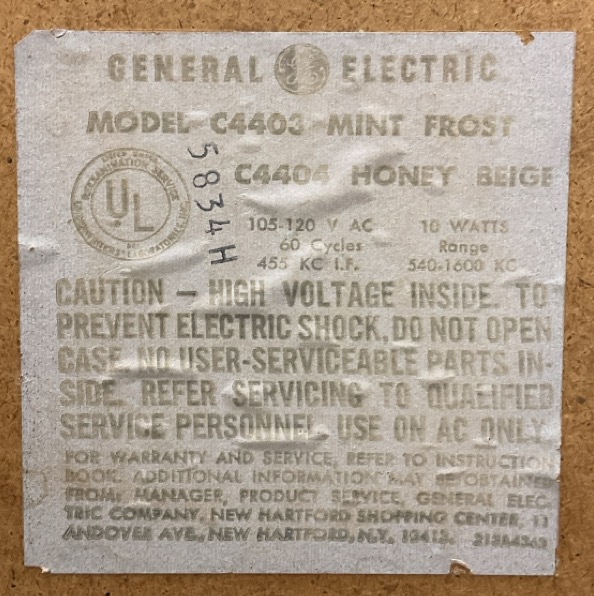 GENERAL ELECTRIC
MODEL C4403 MINT FROST
C4404 HONEY BEIGE
5834H
UL
105-120 V AC 10 WATTS
60 Cycles Range
455 KC I.F. 540-1600 KC
CAUTION – HIGH VOLTAGE INSIDE. TO
PREVENT ELECTRIC SHOCK, DO NOT OPEN
CASE. NO USER-SERVICEABLE PARTS IN-
SIDE. REFER SERVICING TO QUALIFIED
SERVICE PERSONNEL. USE ON AC ONLY.
FOR WARRANTY AND SERVICE, REFER TO INSTRUCTION
BOOK. ADDITIONAL INFORMATION MAY BE OBTAINED
FROM: MANAGER, PRODUCT SERVICE, GENERAL ELEC-
TRIC COMPANY, NEW HARTFORD SHOPPING CENTER, 11
ANDOVER AVE., NEW HARTFORD, N.Y. 13413.